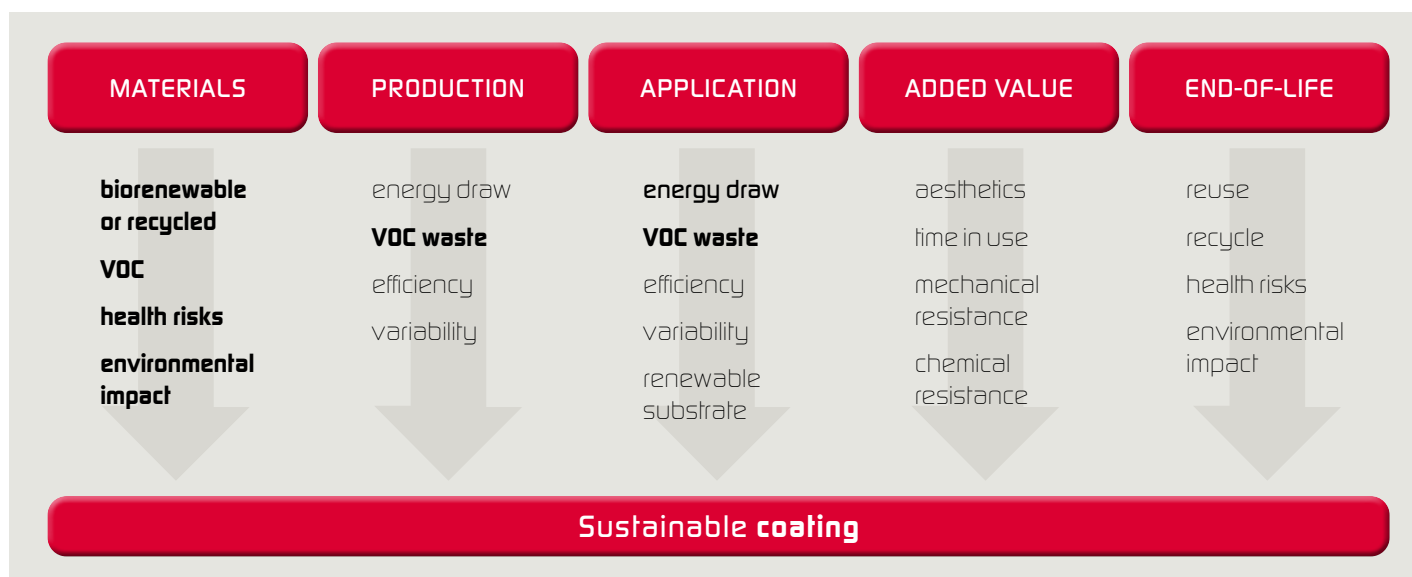 MATERIALS
PRODUCTION
APPLICATION
ADDED VALUE
END-OF-LIFE
biorenewable
or recycled
VOC
health risks
environmental
impact
energy draw
VOC waste
efficiency
variability
energy draw
VOC waste
efficiency
variability
renewable
substrate
aesthetics
time in use
mechanical
resistance
chemical
resistance
reuse
recycle
health risks
environmental
impact
Sustainable coating